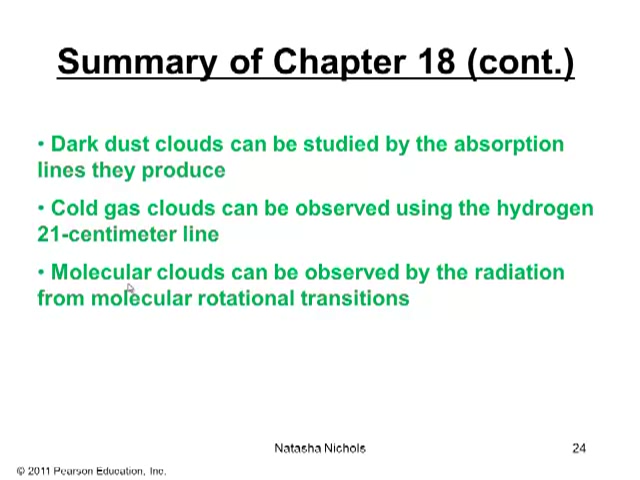 Summary of Chapter 18 (cont.)
• Dark dust clouds can be studied by the absorption
lines they produce
• Cold gas clouds can be observed using the hydrogen
21-centimeter line
• Molecular clouds can be observed by the radiation
from molecular rotational transitions
Natasha Nichols
24
© 2011 Pearson Education, Inc.